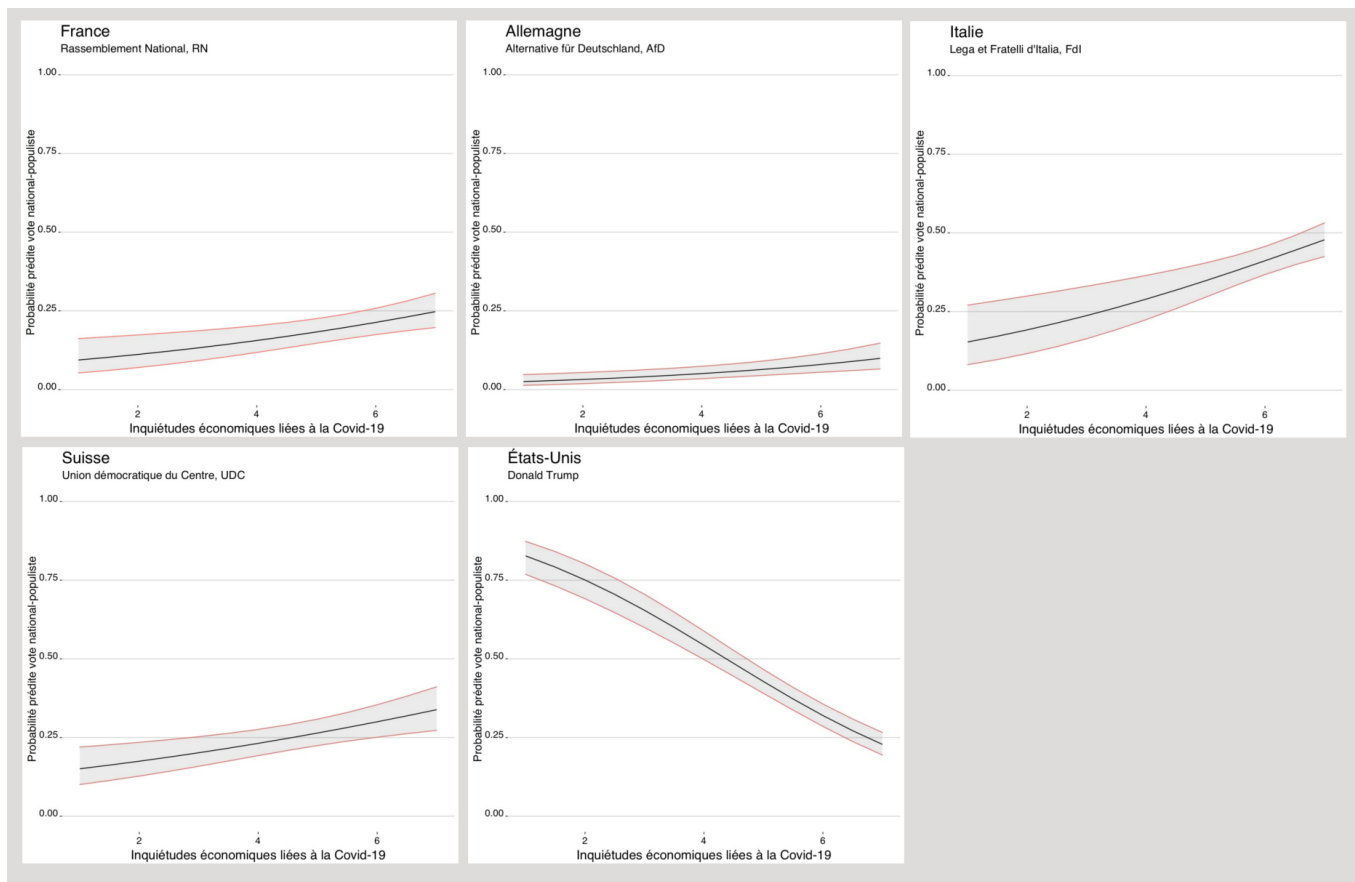 France
Rassemblement National, RN
1.00
0.75
0.50
0.25
0.00
Probabilité prédite vote national-populiste
2 4 6
Inquiétudes économiques liées à la Covid-19
Allemagne
Alternative für Deutschland, AfD
1.00
0.75
0.50
0.25
0.00
Probabilité prédite vote national-populiste
2 4 6
Inquiétudes économiques liées à la Covid-19
Italie
Lega et Fratelli d'Italia, FdI
1.00
0.75
0.50
0.25
0.00
Probabilité prédite vote national-populiste
2 4 6
Inquiétudes économiques liées à la Covid-19
Suisse
Union démocratique du Centre, UDC
1.00
0.75
0.50
0.25
0.00
Probabilité prédite vote national-populiste
2 4 6
Inquiétudes économiques liées à la Covid-19
États-Unis
Donald Trump
1.00
0.75
0.50
0.25
0.00
Probabilité prédite vote national-populiste
2 4 6
Inquiétudes économiques liées à la Covid-19